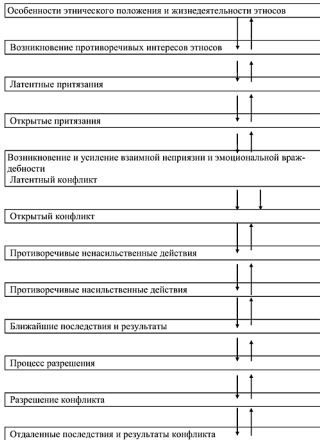 Особенности этнического положения и жизнедеятельности этносов
Возникновение противоречивых интересов этносов
Латентные притязания
Открытые притязания
Возникновение и усиление взаимной неприязни и эмоциональной враж-
дебности
Латентный конфликт
Открытый конфликт
Противоречивые ненасильственные действия
Противоречивые насильственные действия
Ближайшие последствия и результаты
Процесс разрешения
Разрешение конфликта
Отдаленные последствия и результаты конфликта